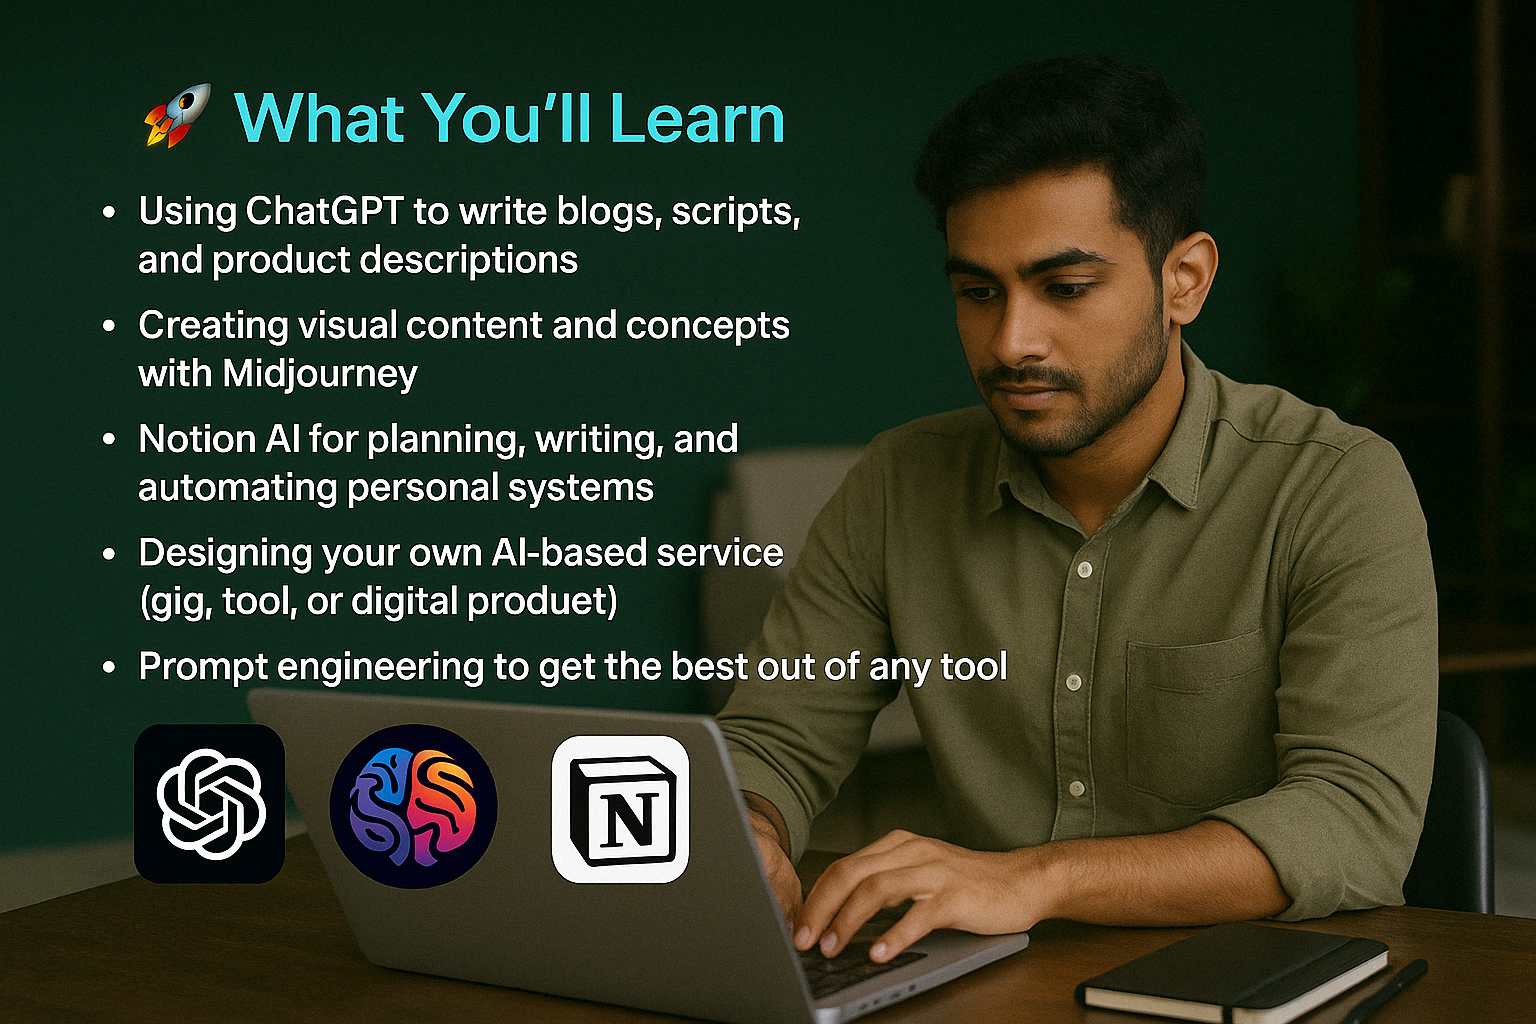 🚀 What You’ll Learn
• Using ChatGPT to write blogs, scripts,
and product descriptions
• Creating visual content and concepts
with Midjourney
• Notion AI for planning, writing, and
automating personal systems
• Designing your own AI-based service
(gig, tool, or digital produet)
• Prompt engineering to get the best out of any tool
N